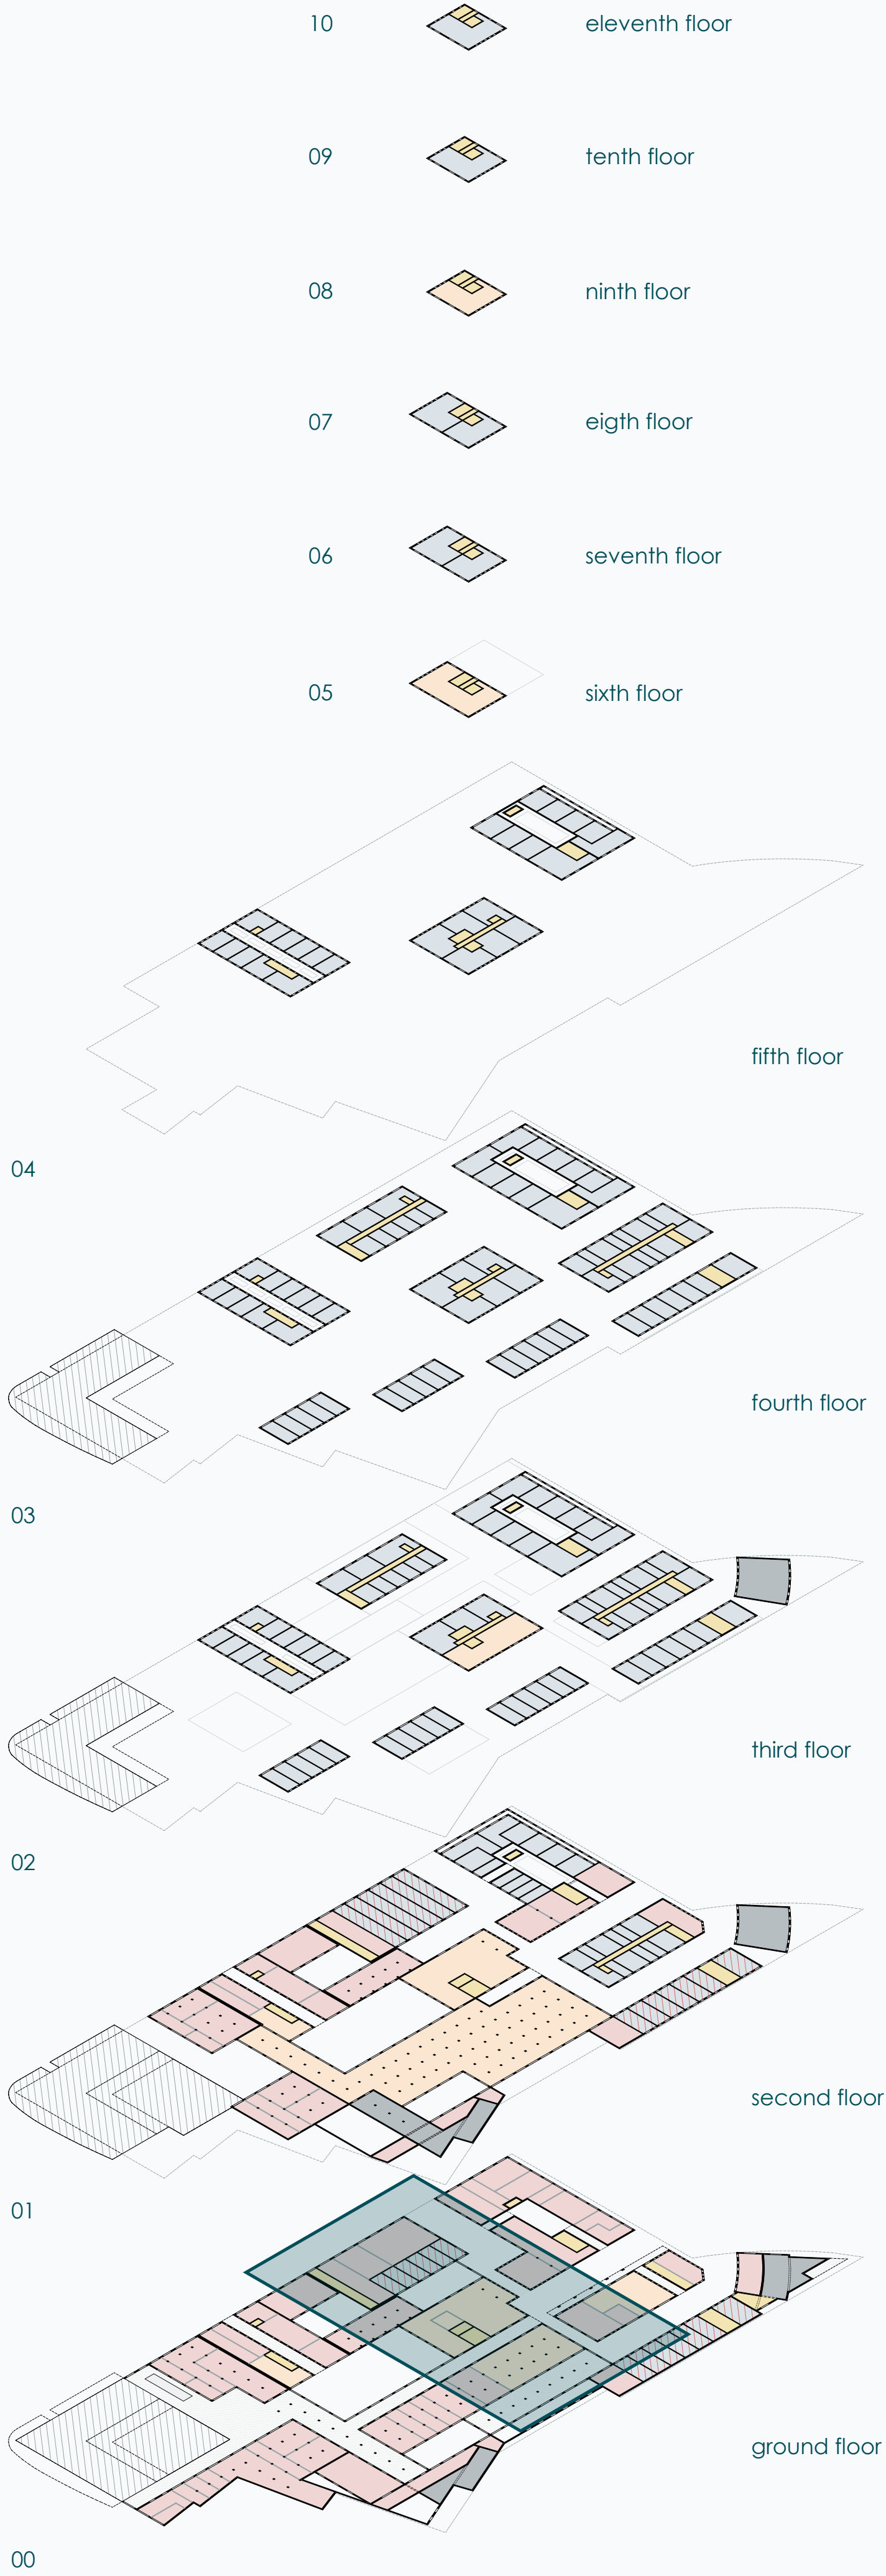 10 eleventh floor
09 tenth floor
08 ninth floor
07 eigth floor
06 seventh floor
05 sixth floor
fifth floor
04
fourth floor
03
third floor
02
second floor
01
ground floor
00